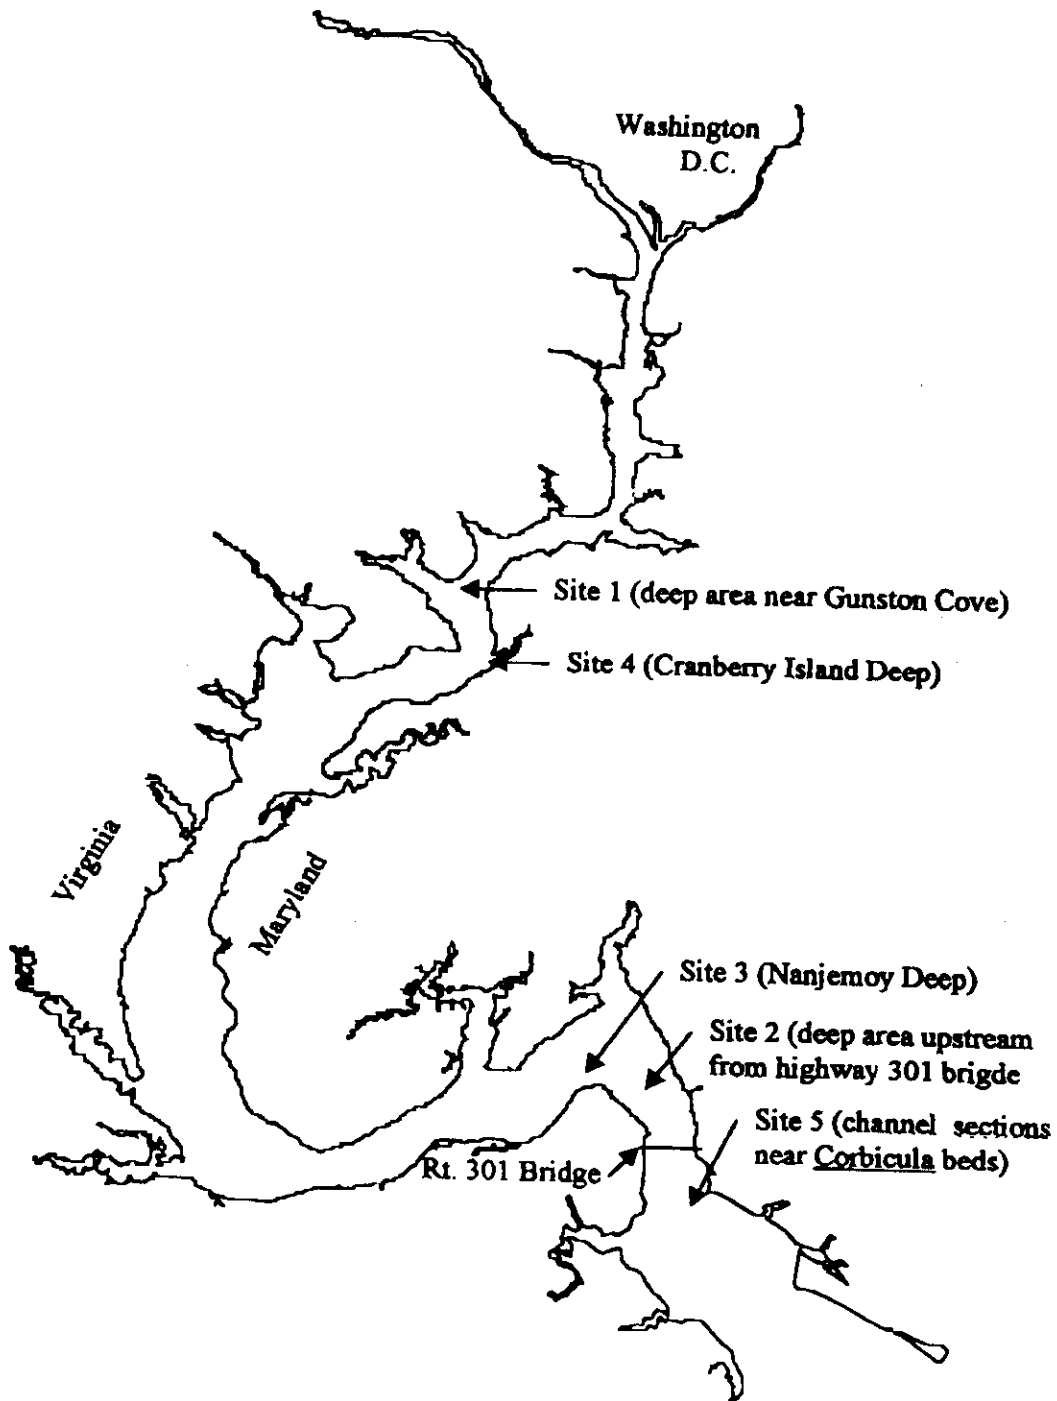 Washington
D.C.
Site 1 (deep area near Gunston Cove)
Site 4 (Cranberry Island Deep)
Virginia
Maryland
Site 3 (Nanjemoy Deep)
Site 2 (deep area upstream
from highway 301 brigde
Site 5 (channel sections
near Corbicula beds)
Rt. 301 Bridge